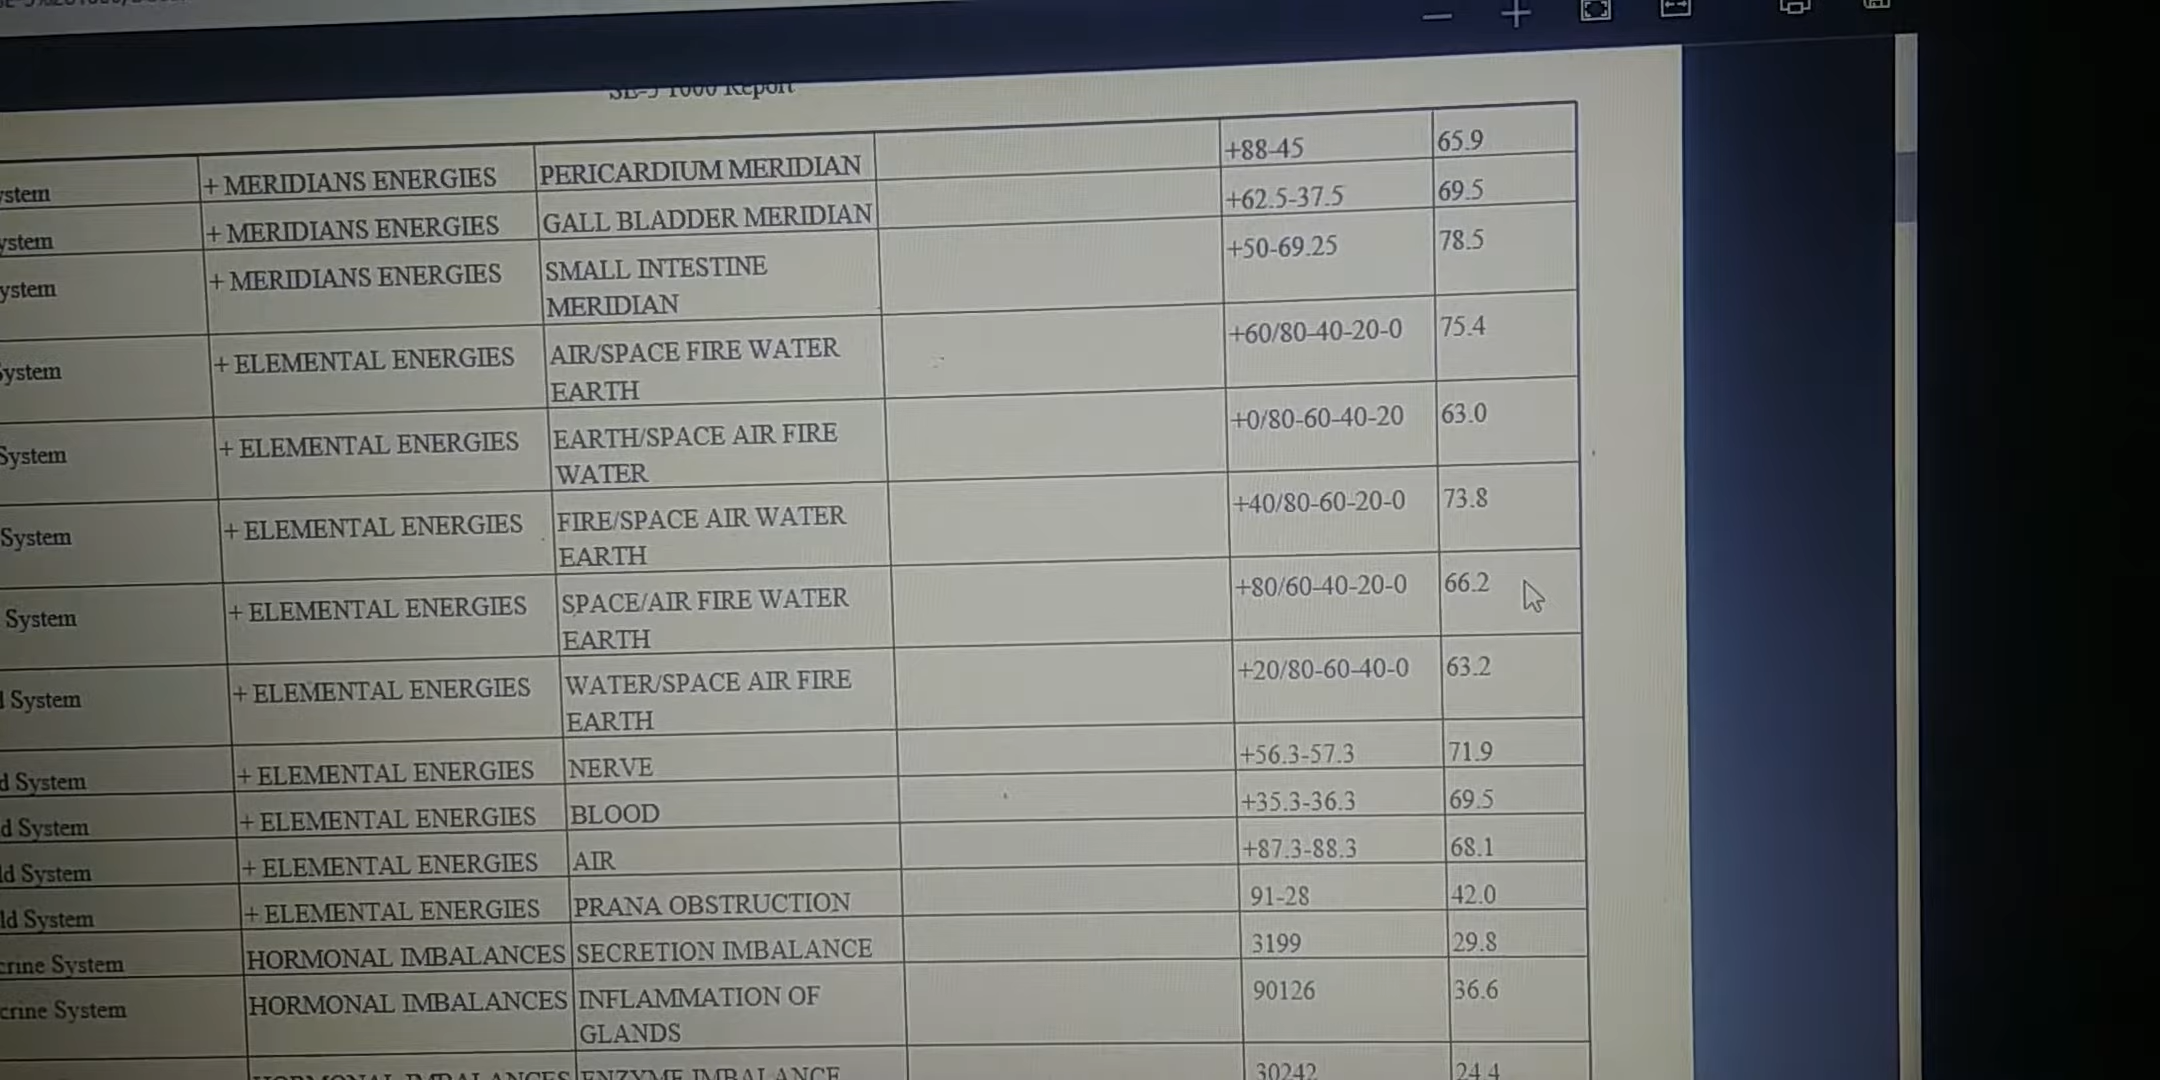 SE-5 1000 Report
ystem + MERIDIANS ENERGIES PERICARDIUM MERIDIAN +88-45 65.9
ystem + MERIDIANS ENERGIES GALL BLADDER MERIDIAN +62.5-37.5 69.5
ystem + MERIDIANS ENERGIES SMALL INTESTINE +50-69.25 78.5
MERIDIAN
System + ELEMENTAL ENERGIES AIR/SPACE FIRE WATER +60/80-40-20-0 75.4
EARTH
System + ELEMENTAL ENERGIES EARTH/SPACE AIR FIRE +0/80-60-40-20 63.0
WATER
System + ELEMENTAL ENERGIES FIRE/SPACE AIR WATER +40/80-60-20-0 73.8
EARTH
System + ELEMENTAL ENERGIES SPACE/AIR FIRE WATER +80/60-40-20-0 66.2
EARTH
System + ELEMENTAL ENERGIES WATER/SPACE AIR FIRE +20/80-60-40-0 63.2
EARTH
d System + ELEMENTAL ENERGIES NERVE +56.3-57.3 71.9
d System + ELEMENTAL ENERGIES BLOOD +35.3-36.3 69.5
ld System + ELEMENTAL ENERGIES AIR +87.3-88.3 68.1
ld System + ELEMENTAL ENERGIES PRANA OBSTRUCTION 91-28 42.0
crine System HORMONAL IMBALANCES SECRETION IMBALANCE 3199 29.8
crine System HORMONAL IMBALANCES INFLAMMATION OF 90126 36.6
GLANDS
HORMONAL IMBALANCES ENZYME IMBALANCE 30242 24.4